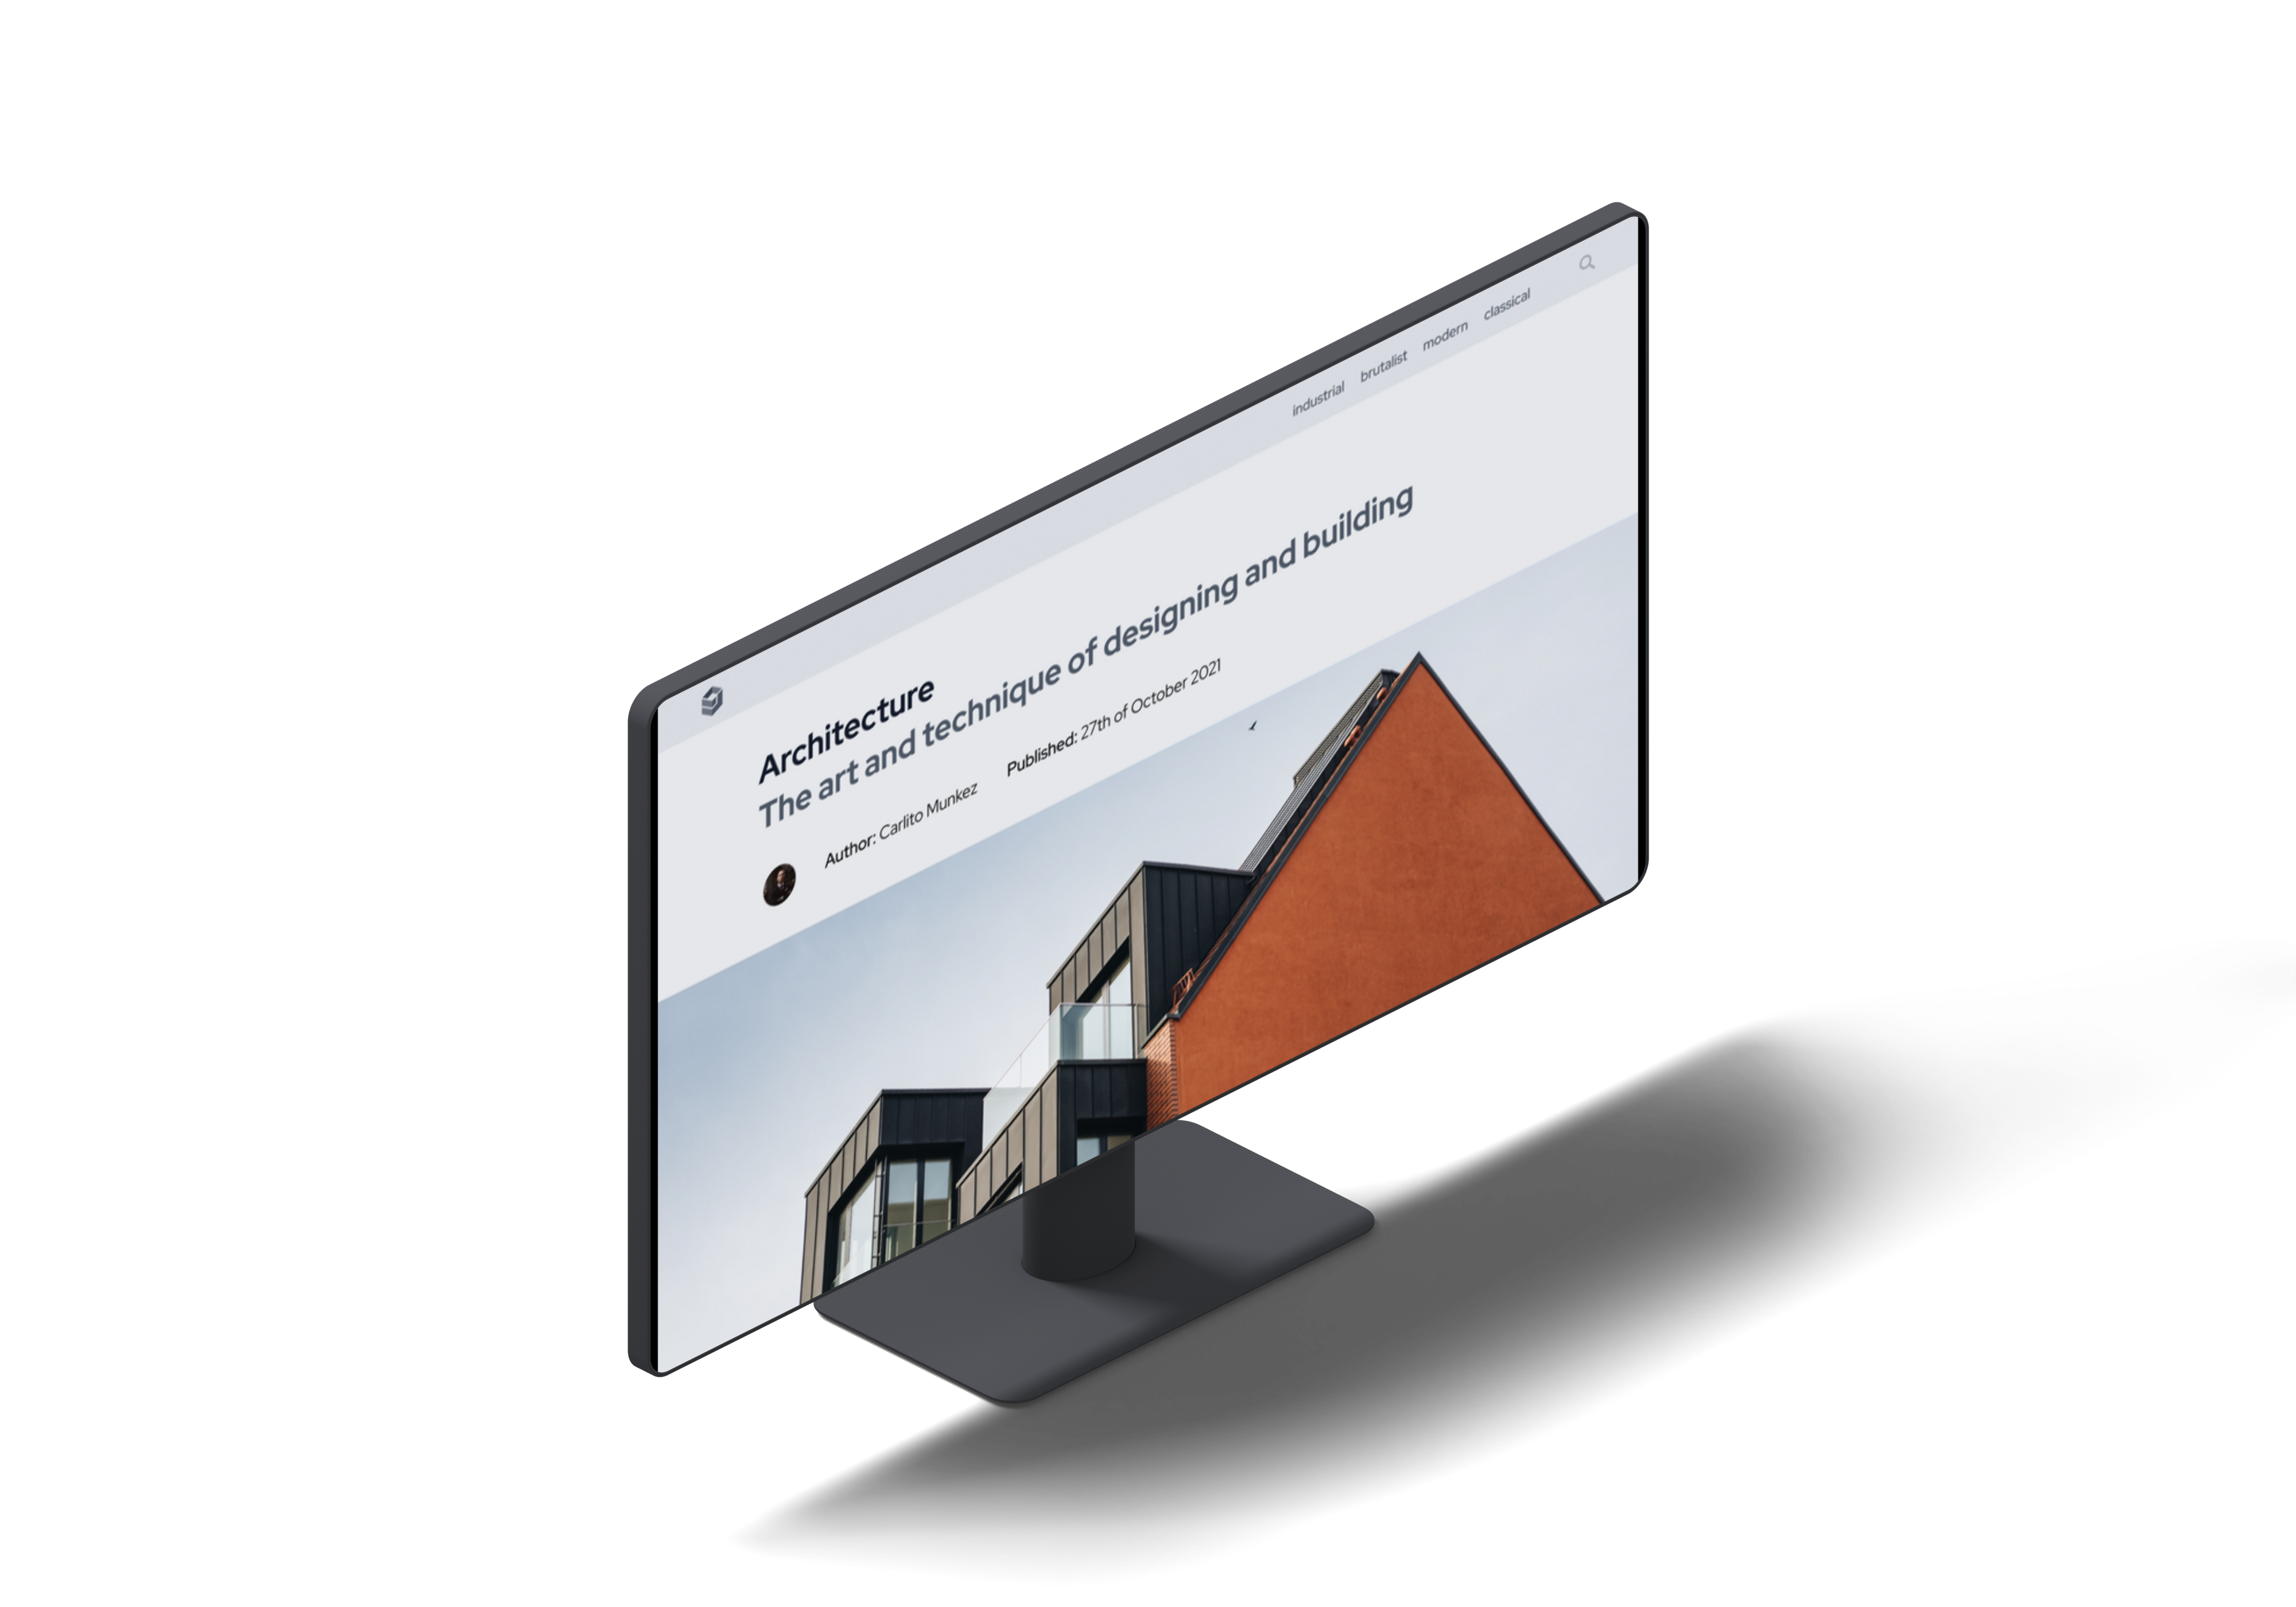 industrial brutalist modern classical
Architecture
The art and technique of designing and building
Author: Carlito Munkez Published: 27th of October 2021